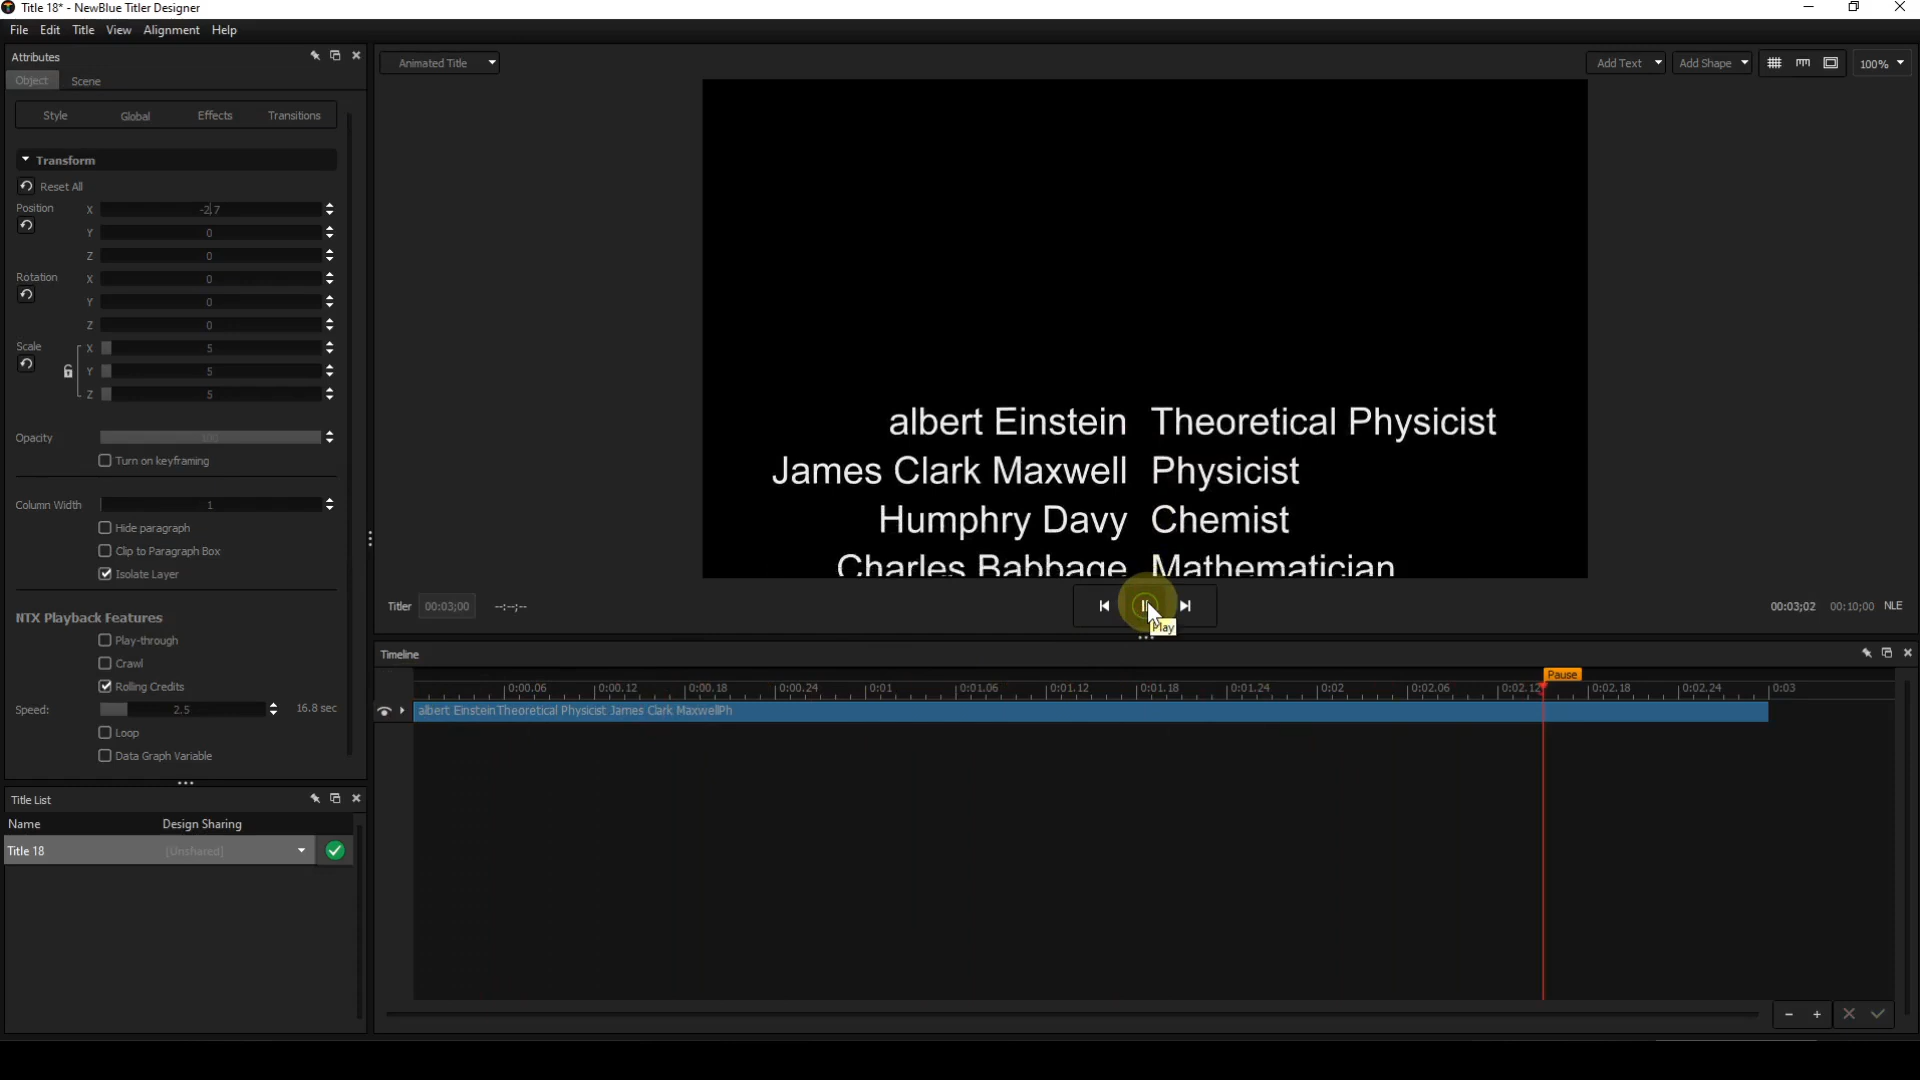 Title 18* - NewBlue Titler Designer
File Edit Title View Alignment Help
Attributes
Object Scene
Style Global Effects Transitions
Transform
Reset All
Position X -2.7
Y 0
Z 0
Rotation X 0
Y 0
Z 0
Scale X 5
Y 5
Z 5
Opacity 100
Turn on keyframing
Column Width 1
Hide paragraph
Clip to Paragraph Box
Isolate Layer
NTX Playback Features
Play-through
Crawl
Rolling Credits
Speed: 2.5 16.8 sec
Loop
Data Graph Variable
Title List
Name Design Sharing
Title 18 [Unshared]
Animated Title
Add Text Add Shape 100%
albert Einstein Theoretical Physicist
James Clark Maxwell Physicist
Humphry Davy Chemist
Charles Babbage Mathematician
Titler 00:03;00 --:--;--
Play
00:03;02 00:10;00 NLE
Timeline
Pause
0:00.06 0:00.12 0:00.18 0:00.24 0:01 0:01.06 0:01.12 0:01.18 0:01.24 0:02 0:02.06 0:02.12 0:02.18 0:02.24 0:03
albert EinsteinTheoretical Physicist James Clark MaxwellPh